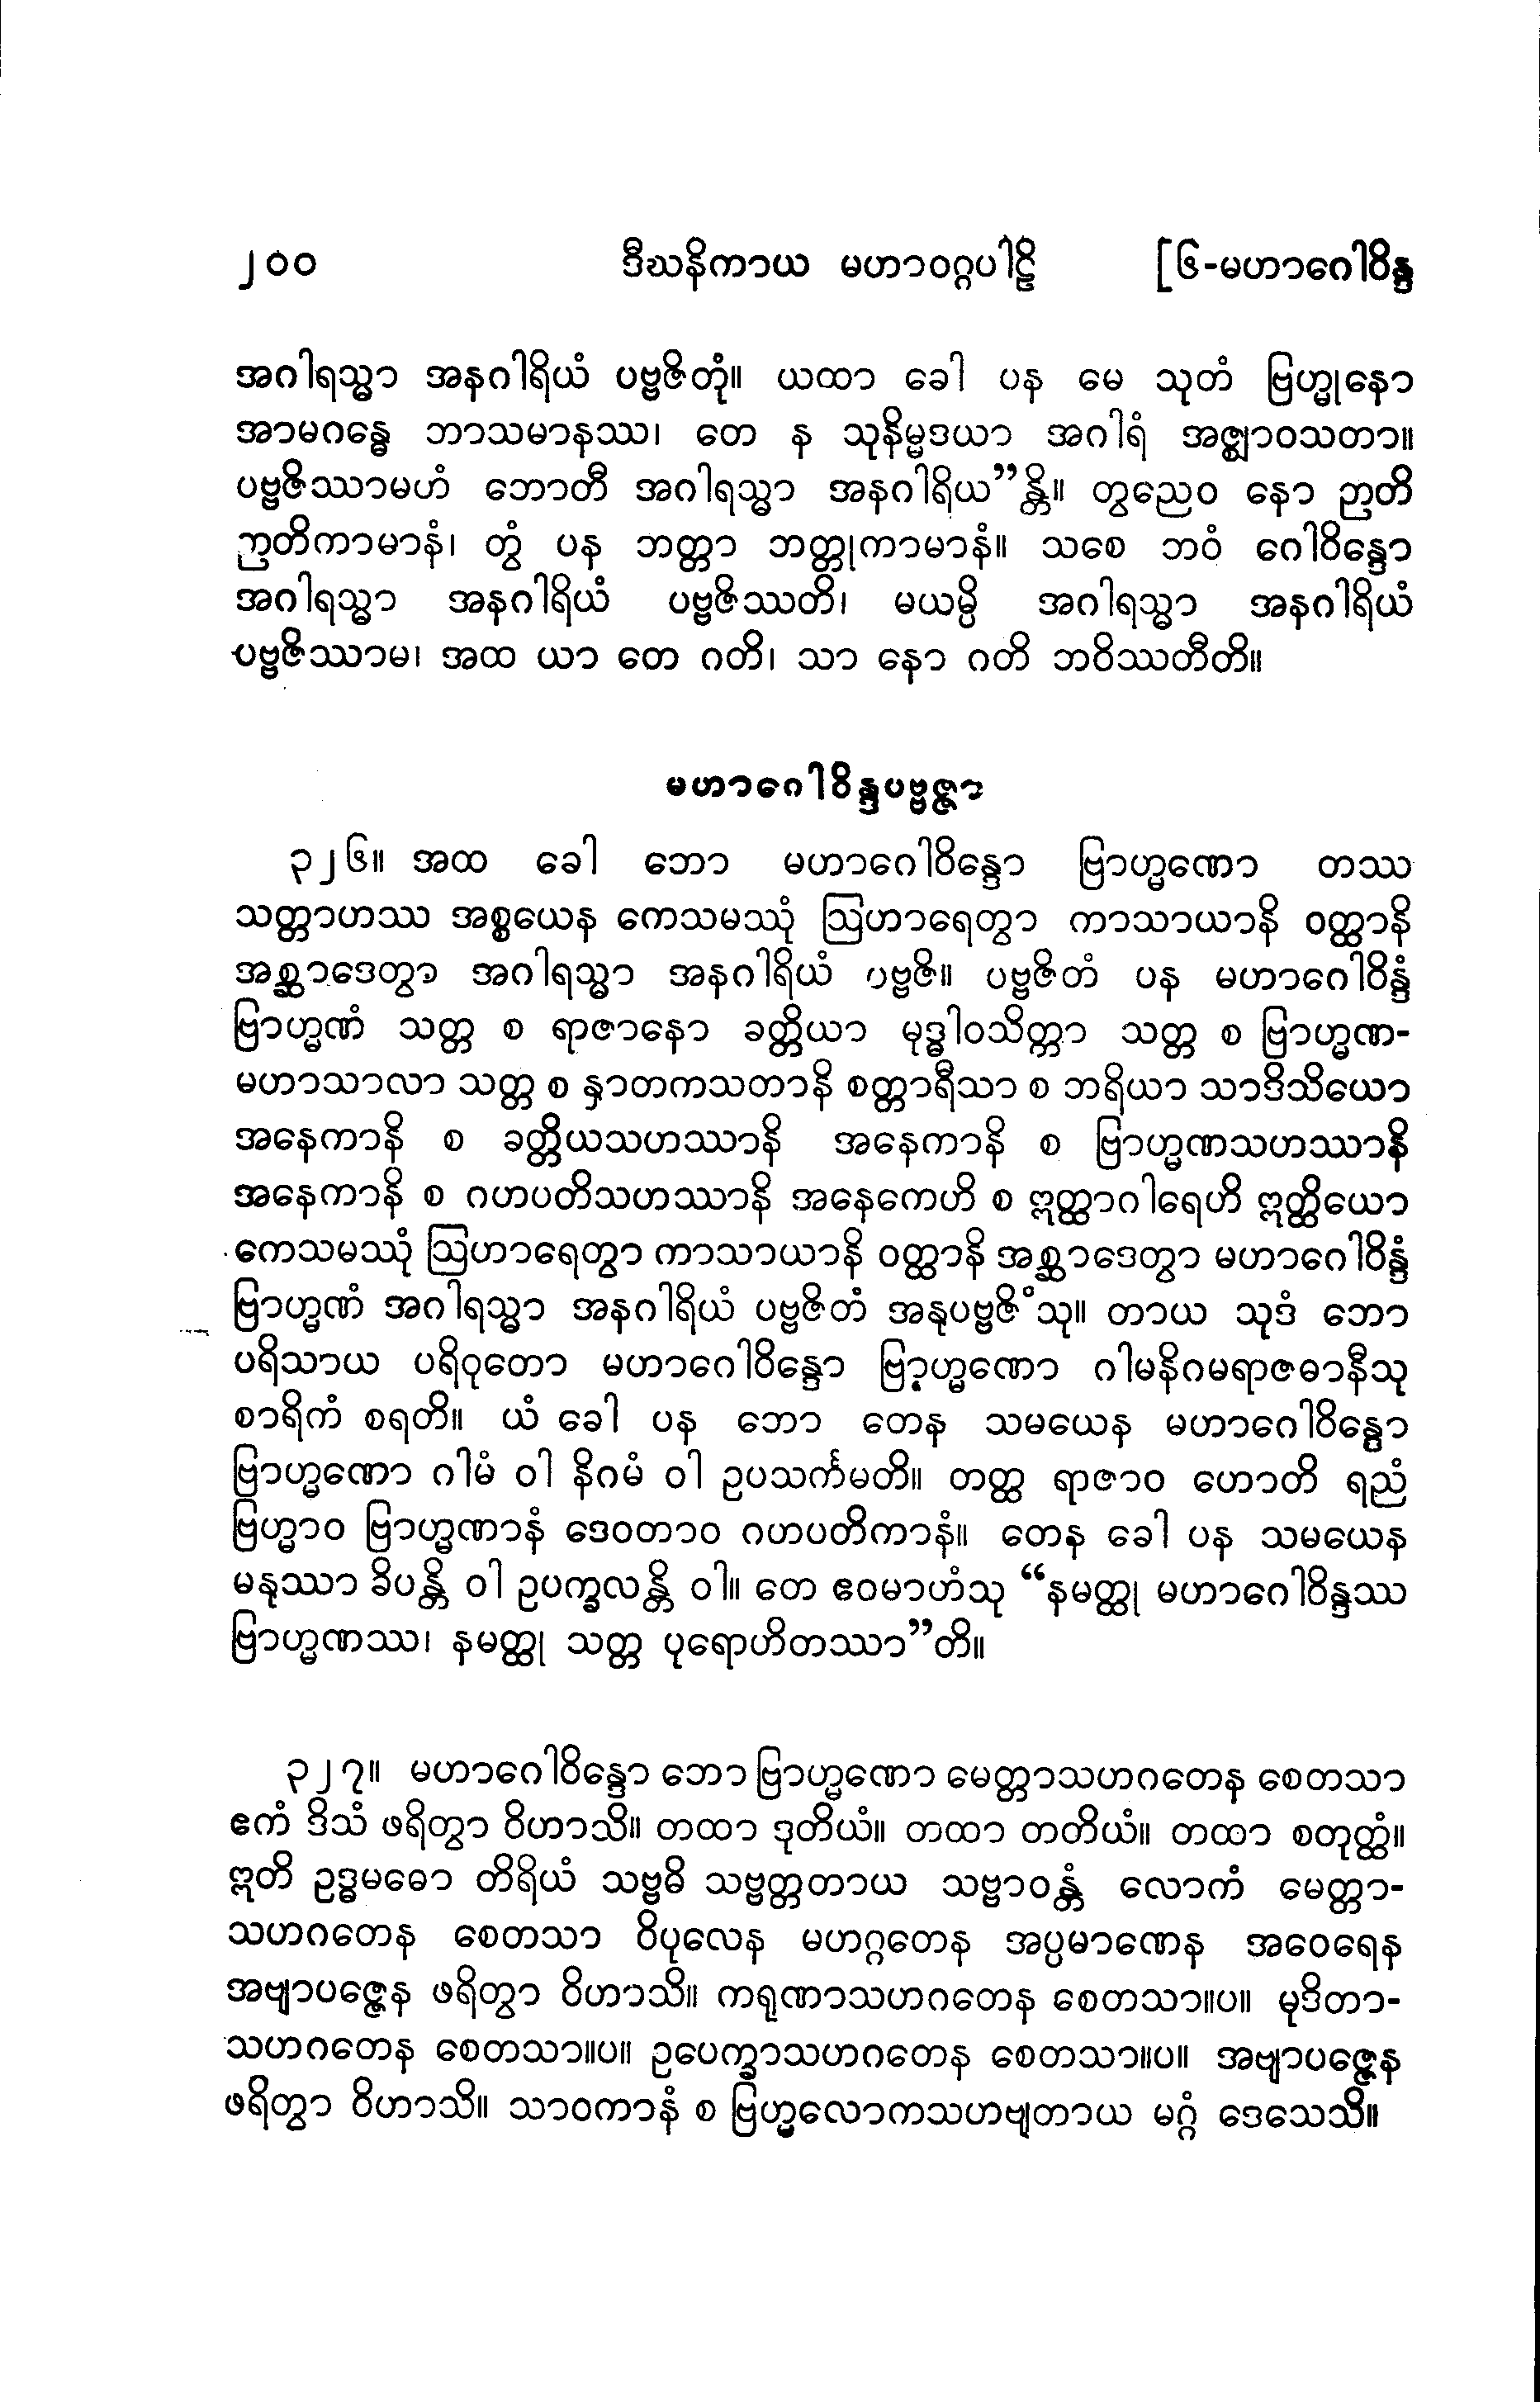 ၂၀၀ ဒီဃနိကာယ မဟာဝဂ္ဂပါဠိ [၆-မဟာဂေါဝိန္ဒ
အဂါရသ္မာ အနဂါရိယံ ပဗ္ဗဇိတုံ။ ယထာ ခေါ ပန မေ သုတံ ဗြဟ္မုနော
အာမဂန္ဓေ ဘာသမာနဿ၊ တေ န သုနိမ္မဒယာ အဂါရံ အဇ္ဈာဝသတာ။
ပဗ္ဗဇိဿာမဟံ ဘောတီ အဂါရသ္မာ အနဂါရိယ”န္တိ။ တွညေဝ နော ဉာတိ
ဉာတိကာမာနံ၊ တွံ ပန ဘတ္တာ ဘတ္တုကာမာနံ။ သစေ ဘဝံ ဂေါဝိန္ဒော
အဂါရသ္မာ အနဂါရိယံ ပဗ္ဗဇိဿတိ၊ မယမ္ပိ အဂါရသ္မာ အနဂါရိယံ
ပဗ္ဗဇိဿာမ၊ အထ ယာ တေ ဂတိ၊ သာ နော ဂတိ ဘဝိဿတီတိ။
မဟာဂေါဝိန္ဒပဗ္ဗဇ္ဇာ
၃၂၆။ အထ ခေါ ဘော မဟာဂေါဝိန္ဒော ဗြာဟ္မဏော တဿ
သတ္တာဟဿ အစ္စယေန ကေသမဿုံ ဩဟာရေတွာ ကာသာယာနိ ဝတ္ထာနိ
အစ္ဆာဒေတွာ အဂါရသ္မာ အနဂါရိယံ ပဗ္ဗဇိ။ ပဗ္ဗဇိတံ ပန မဟာဂေါဝိန္ဒံ
ဗြာဟ္မဏံ သတ္တ စ ရာဇာနော ခတ္တိယာ မုဒ္ဓါဝသိတ္တာ သတ္တ စ ဗြာဟ္မဏ-
မဟာသာလာ သတ္တ စ နှာတကသတာနိ စတ္တာရီသာ စ ဘရိယာ သာဒိသိယော
အနေကာနိ စ ခတ္တိယသဟဿာနိ အနေကာနိ စ ဗြာဟ္မဏသဟဿာနိ
အနေကာနိ စ ဂဟပတိသဟဿာနိ အနေကေဟိ စ ဣတ္ထာဂါရေဟိ ဣတ္ထိယော
ကေသမဿုံ ဩဟာရေတွာ ကာသာယာနိ ဝတ္ထာနိ အစ္ဆာဒေတွာ မဟာဂေါဝိန္ဒံ
ဗြာဟ္မဏံ အဂါရသ္မာ အနဂါရိယံ ပဗ္ဗဇိတံ အနုပဗ္ဗဇိံသု။ တာယ သုဒံ ဘော
ပရိသာယ ပရိဝုတော မဟာဂေါဝိန္ဒော ဗြာဟ္မဏော ဂါမနိဂမရာဇဓာနီသု
စာရိကံ စရတိ။ ယံ ခေါ ပန ဘော တေန သမယေန မဟာဂေါဝိန္ဒော
ဗြာဟ္မဏော ဂါမံ ဝါ နိဂမံ ဝါ ဥပသင်္ကမတိ။ တတ္ထ ရာဇာဝ ဟောတိ ရညံ
ဗြဟ္မာဝ ဗြာဟ္မဏာနံ ဒေဝတာဝ ဂဟပတိကာနံ။ တေန ခေါ ပန သမယေန
မနုဿာ ခိပန္တိ ဝါ ဥပက္ခလန္တိ ဝါ။ တေ ဧဝမာဟံသု “နမတ္ထု မဟာဂေါဝိန္ဒဿ
ဗြာဟ္မဏဿ၊ နမတ္ထု သတ္တ ပုရောဟိတဿာ”တိ။
၃၂၇။ မဟာဂေါဝိန္ဒော ဘော ဗြာဟ္မဏော မေတ္တာသဟဂတေန စေတသာ
ဧကံ ဒိသံ ဖရိတွာ ဝိဟာသိ။ တထာ ဒုတိယံ။ တထာ တတိယံ။ တထာ စတုတ္ထံ။
ဣတိ ဥဒ္ဓမဓော တိရိယံ သဗ္ဗဓိ သဗ္ဗတ္တတာယ သဗ္ဗာဝန္တံ လောကံ မေတ္တာ-
သဟဂတေန စေတသာ ဝိပုလေန မဟဂ္ဂတေန အပ္ပမာဏေန အဝေရေန
အဗျာပဇ္ဇေန ဖရိတွာ ဝိဟာသိ။ ကရုဏာသဟဂတေန စေတသာ။ပ။ မုဒိတာ-
သဟဂတေန စေတသာ။ပ။ ဥပေက္ခာသဟဂတေန စေတသာ။ပ။ အဗျာပဇ္ဇေန
ဖရိတွာ ဝိဟာသိ။ သာဝကာနံ စ ဗြဟ္မလောကသဟဗျတာယ မဂ္ဂံ ဒေသေသိ။